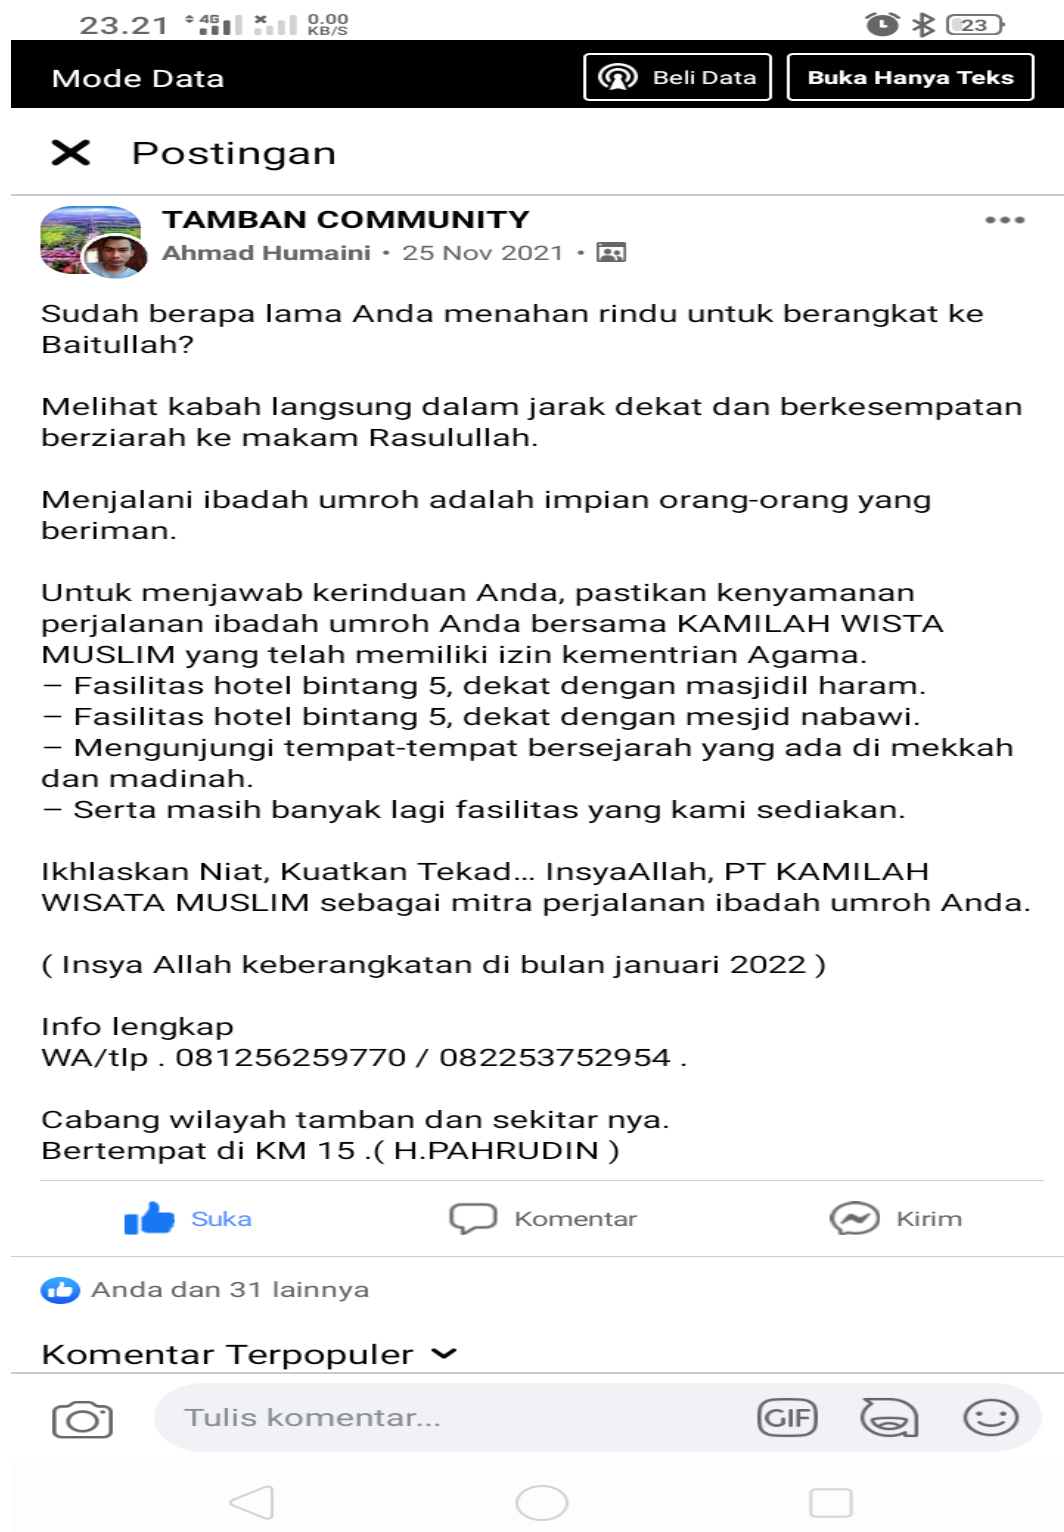 23.21 4G 0.00 KB/S 23
Mode Data Beli Data Buka Hanya Teks
Postingan
TAMBAN COMMUNITY
Ahmad Humaini • 25 Nov 2021 •
Sudah berapa lama Anda menahan rindu untuk berangkat ke
Baitullah?
Melihat kabah langsung dalam jarak dekat dan berkesempatan
berziarah ke makam Rasulullah.
Menjalani ibadah umroh adalah impian orang-orang yang
beriman.
Untuk menjawab kerinduan Anda, pastikan kenyamanan
perjalanan ibadah umroh Anda bersama KAMILAH WISTA
MUSLIM yang telah memiliki izin kementrian Agama.
– Fasilitas hotel bintang 5, dekat dengan masjidil haram.
– Fasilitas hotel bintang 5, dekat dengan mesjid nabawi.
– Mengunjungi tempat-tempat bersejarah yang ada di mekkah
dan madinah.
– Serta masih banyak lagi fasilitas yang kami sediakan.
Ikhlaskan Niat, Kuatkan Tekad... InsyaAllah, PT KAMILAH
WISATA MUSLIM sebagai mitra perjalanan ibadah umroh Anda.
( Insya Allah keberangkatan di bulan januari 2022 )
Info lengkap
WA/tlp . 081256259770 / 082253752954 .
Cabang wilayah tamban dan sekitar nya.
Bertempat di KM 15 .( H.PAHRUDIN )
Suka Komentar Kirim
Anda dan 31 lainnya
Komentar Terpopuler
Tulis komentar... GIF